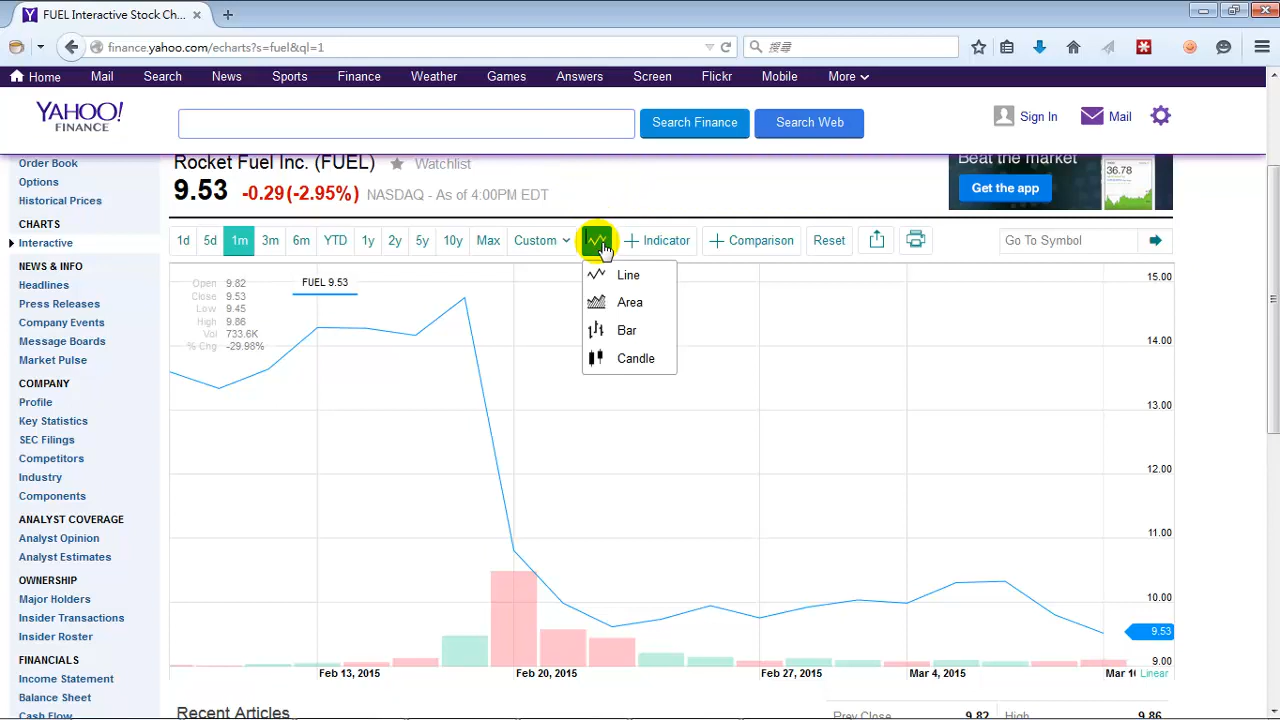 FUEL Interactive Stock Ch...
finance.yahoo.com/echarts?s=fuel&ql=1
搜尋
Home Mail Search News Sports Finance Weather Games Answers Screen Flickr Mobile More
YAHOO!
FINANCE
Search Finance
Search Web
Sign In
Mail
Order Book
Options
Historical Prices
CHARTS
Interactive
NEWS & INFO
Headlines
Press Releases
Company Events
Message Boards
Market Pulse
COMPANY
Profile
Key Statistics
SEC Filings
Competitors
Industry
Components
ANALYST COVERAGE
Analyst Opinion
Analyst Estimates
OWNERSHIP
Major Holders
Insider Transactions
Insider Roster
FINANCIALS
Income Statement
Balance Sheet
Cash Flow
Rocket Fuel Inc. (FUEL) Watchlist
9.53 -0.29(-2.95%) NASDAQ - As of 4:00PM EDT
Beat the market
36.78
Get the app
1d 5d 1m 3m 6m YTD 1y 2y 5y 10y Max Custom Indicator Comparison Reset Go To Symbol
Line
Area
Bar
Candle
Open 9.82
Close 9.53
Low 9.45
High 9.86
Vol 733.6K
% Cng -29.98%
FUEL 9.53
15.00
14.00
13.00
12.00
11.00
10.00
9.53
9.00
Feb 13, 2015 Feb 20, 2015 Feb 27, 2015 Mar 4, 2015 Mar Linear
Recent Articles
Prev Close 9.82 High 9.86